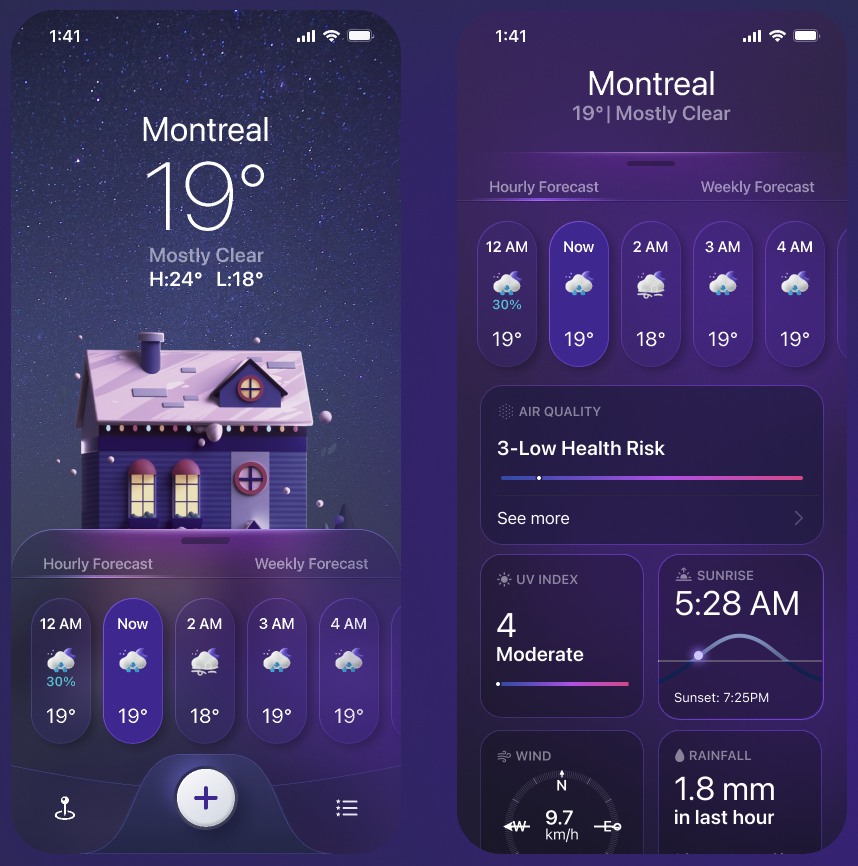 1:41
Montreal
19°
Mostly Clear
H:24° L:18°
Hourly Forecast Weekly Forecast
12 AM Now 2 AM 3 AM 4 AM
30%
19° 19° 18° 19° 19°
1:41
Montreal
19° | Mostly Clear
Hourly Forecast Weekly Forecast
12 AM Now 2 AM 3 AM 4 AM
30%
19° 19° 18° 19° 19°
AIR QUALITY
3-Low Health Risk
See more
UV INDEX
4
Moderate
SUNRISE
5:28 AM
Sunset: 7:25PM
WIND
N
W 9.7 E
km/h
RAINFALL
1.8 mm
in last hour